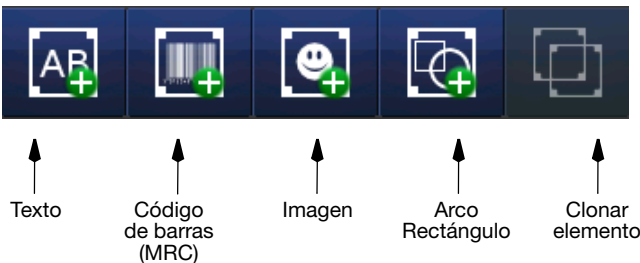 AB
Texto
Código
de barras
(MRC)
Imagen
Arco
Rectángulo
Clonar
elemento